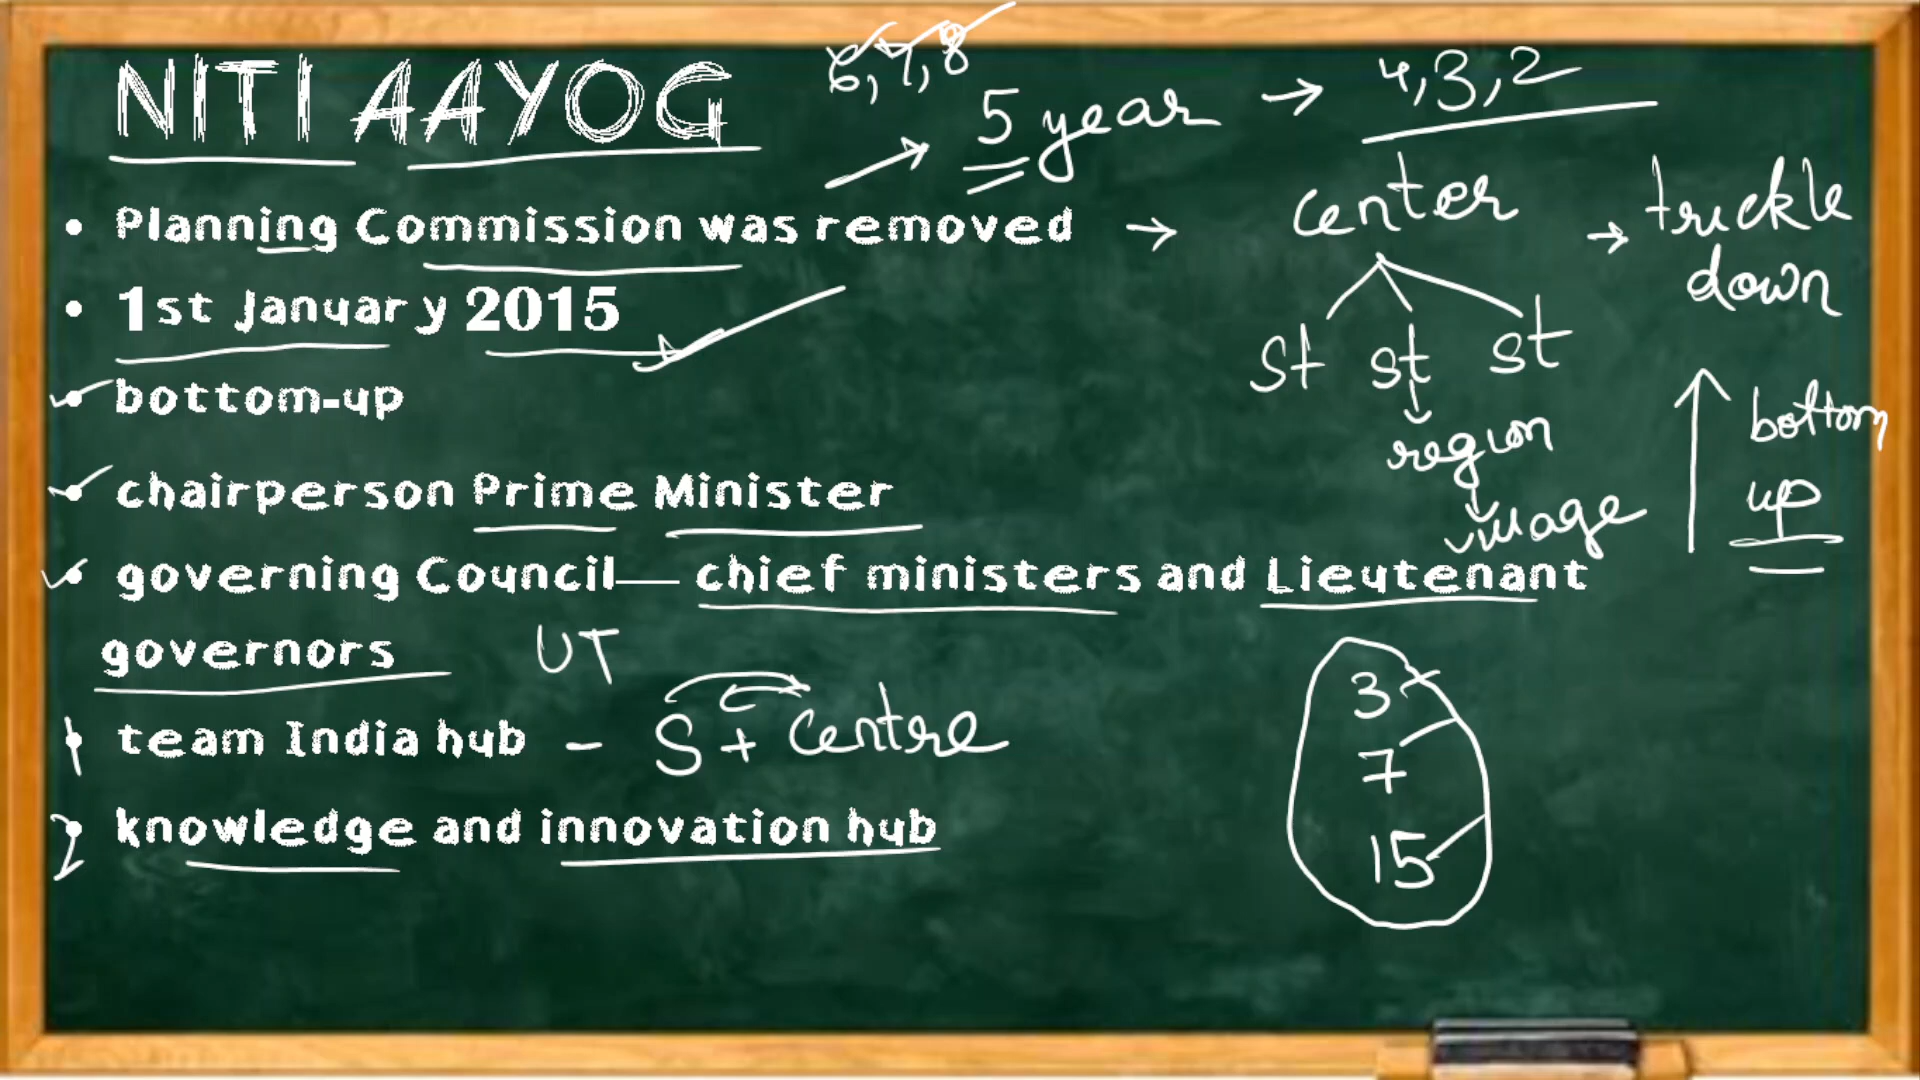 NITI AAYOG
6, 7, 8
5 year → 4, 3, 2
• Planning Commission was removed → center → trickle
down
• 1st January 2015
St st st
• bottom-up
bottom
up
region
• chairperson Prime Minister
village
• governing Council— chief ministers and Lieutenant
governors UT
3
• team India hub - S + Centre
7
• knowledge and innovation hub
15